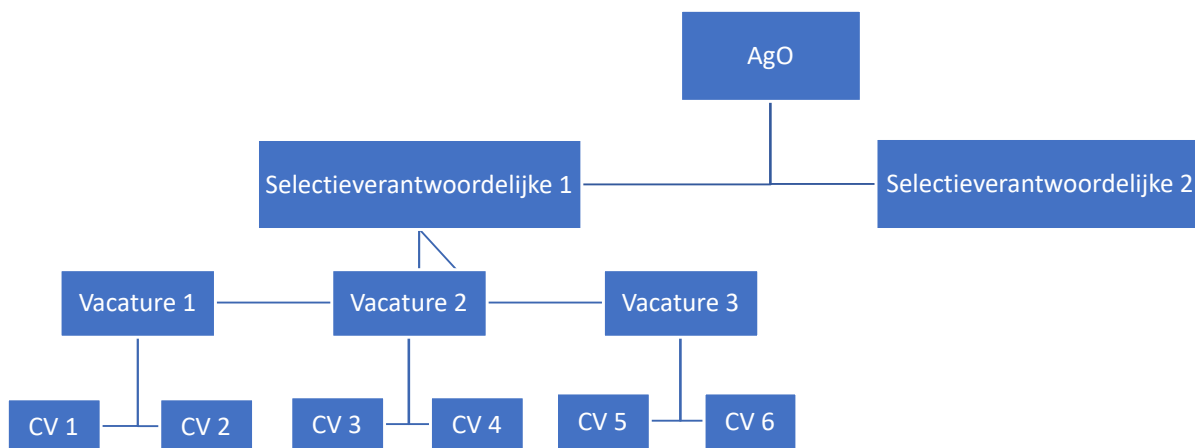 AgO
Selectieverantwoordelijke 1
Selectieverantwoordelijke 2
Vacature 1
Vacature 2
Vacature 3
CV 1
CV 2
CV 3
CV 4
CV 5
CV 6